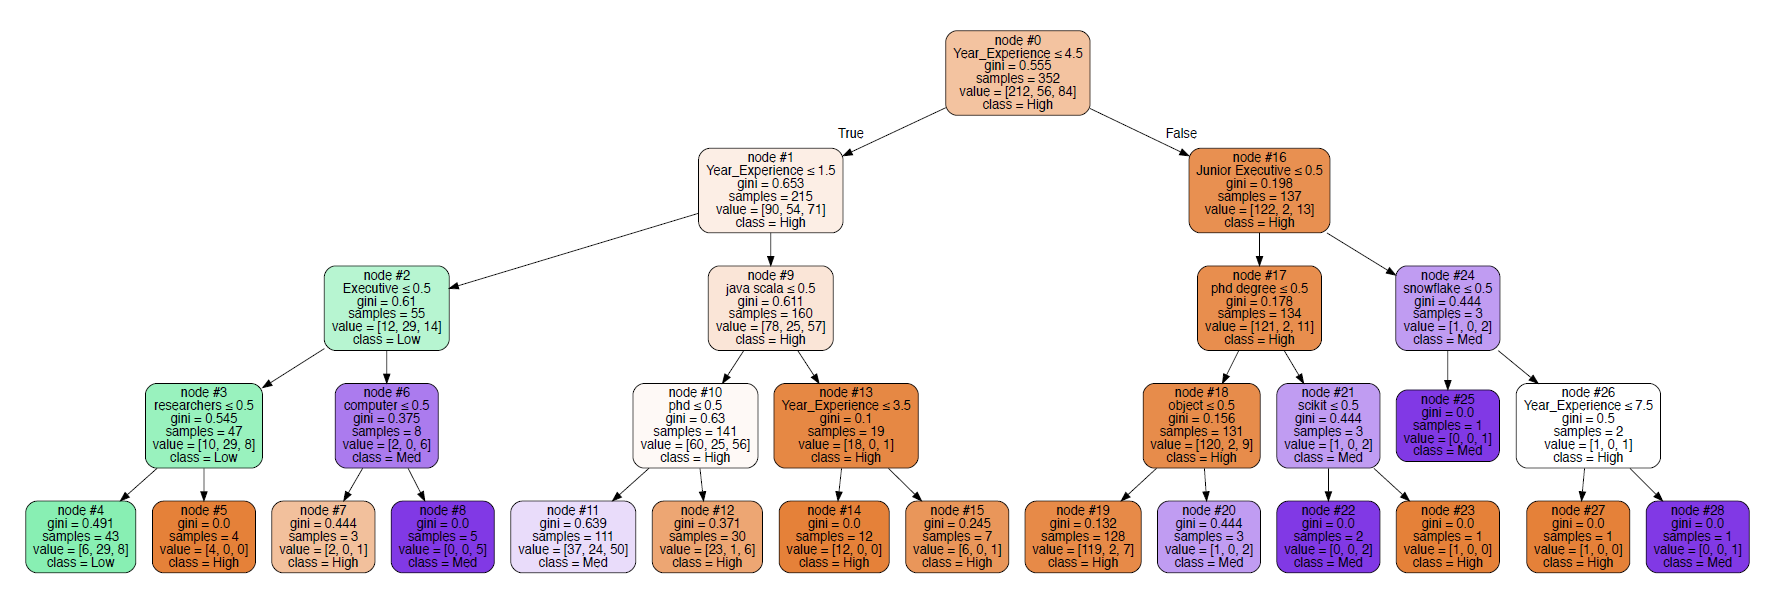 node #0
Year_Experience ≤ 4.5
gini = 0.555
samples = 352
value = [212, 56, 84]
class = High
True
False
node #1
Year_Experience ≤ 1.5
gini = 0.653
samples = 215
value = [90, 54, 71]
class = High
node #16
Junior Executive ≤ 0.5
gini = 0.198
samples = 137
value = [122, 2, 13]
class = High
node #2
Executive ≤ 0.5
gini = 0.61
samples = 55
value = [12, 29, 14]
class = Low
node #9
java scala ≤ 0.5
gini = 0.611
samples = 160
value = [78, 25, 57]
class = High
node #17
phd degree ≤ 0.5
gini = 0.178
samples = 134
value = [121, 2, 11]
class = High
node #24
snowflake ≤ 0.5
gini = 0.444
samples = 3
value = [1, 0, 2]
class = Med
node #3
researchers ≤ 0.5
gini = 0.545
samples = 47
value = [10, 29, 8]
class = Low
node #6
computer ≤ 0.5
gini = 0.375
samples = 8
value = [2, 0, 6]
class = Med
node #10
phd ≤ 0.5
gini = 0.63
samples = 141
value = [60, 25, 56]
class = High
node #13
Year_Experience ≤ 3.5
gini = 0.1
samples = 19
value = [18, 0, 1]
class = High
node #18
object ≤ 0.5
gini = 0.156
samples = 131
value = [120, 2, 9]
class = High
node #21
scikit ≤ 0.5
gini = 0.444
samples = 3
value = [1, 0, 2]
class = Med
node #25
gini = 0.0
samples = 1
value = [0, 0, 1]
class = Med
node #26
Year_Experience ≤ 7.5
gini = 0.5
samples = 2
value = [1, 0, 1]
class = High
node #4
gini = 0.491
samples = 43
value = [6, 29, 8]
class = Low
node #5
gini = 0.0
samples = 4
value = [4, 0, 0]
class = High
node #7
gini = 0.444
samples = 3
value = [2, 0, 1]
class = High
node #8
gini = 0.0
samples = 5
value = [0, 0, 5]
class = Med
node #11
gini = 0.639
samples = 111
value = [37, 24, 50]
class = Med
node #12
gini = 0.371
samples = 30
value = [23, 1, 6]
class = High
node #14
gini = 0.0
samples = 12
value = [12, 0, 0]
class = High
node #15
gini = 0.245
samples = 7
value = [6, 0, 1]
class = High
node #19
gini = 0.132
samples = 128
value = [119, 2, 7]
class = High
node #20
gini = 0.444
samples = 3
value = [1, 0, 2]
class = Med
node #22
gini = 0.0
samples = 2
value = [0, 0, 2]
class = Med
node #23
gini = 0.0
samples = 1
value = [1, 0, 0]
class = High
node #27
gini = 0.0
samples = 1
value = [1, 0, 0]
class = High
node #28
gini = 0.0
samples = 1
value = [0, 0, 1]
class = Med